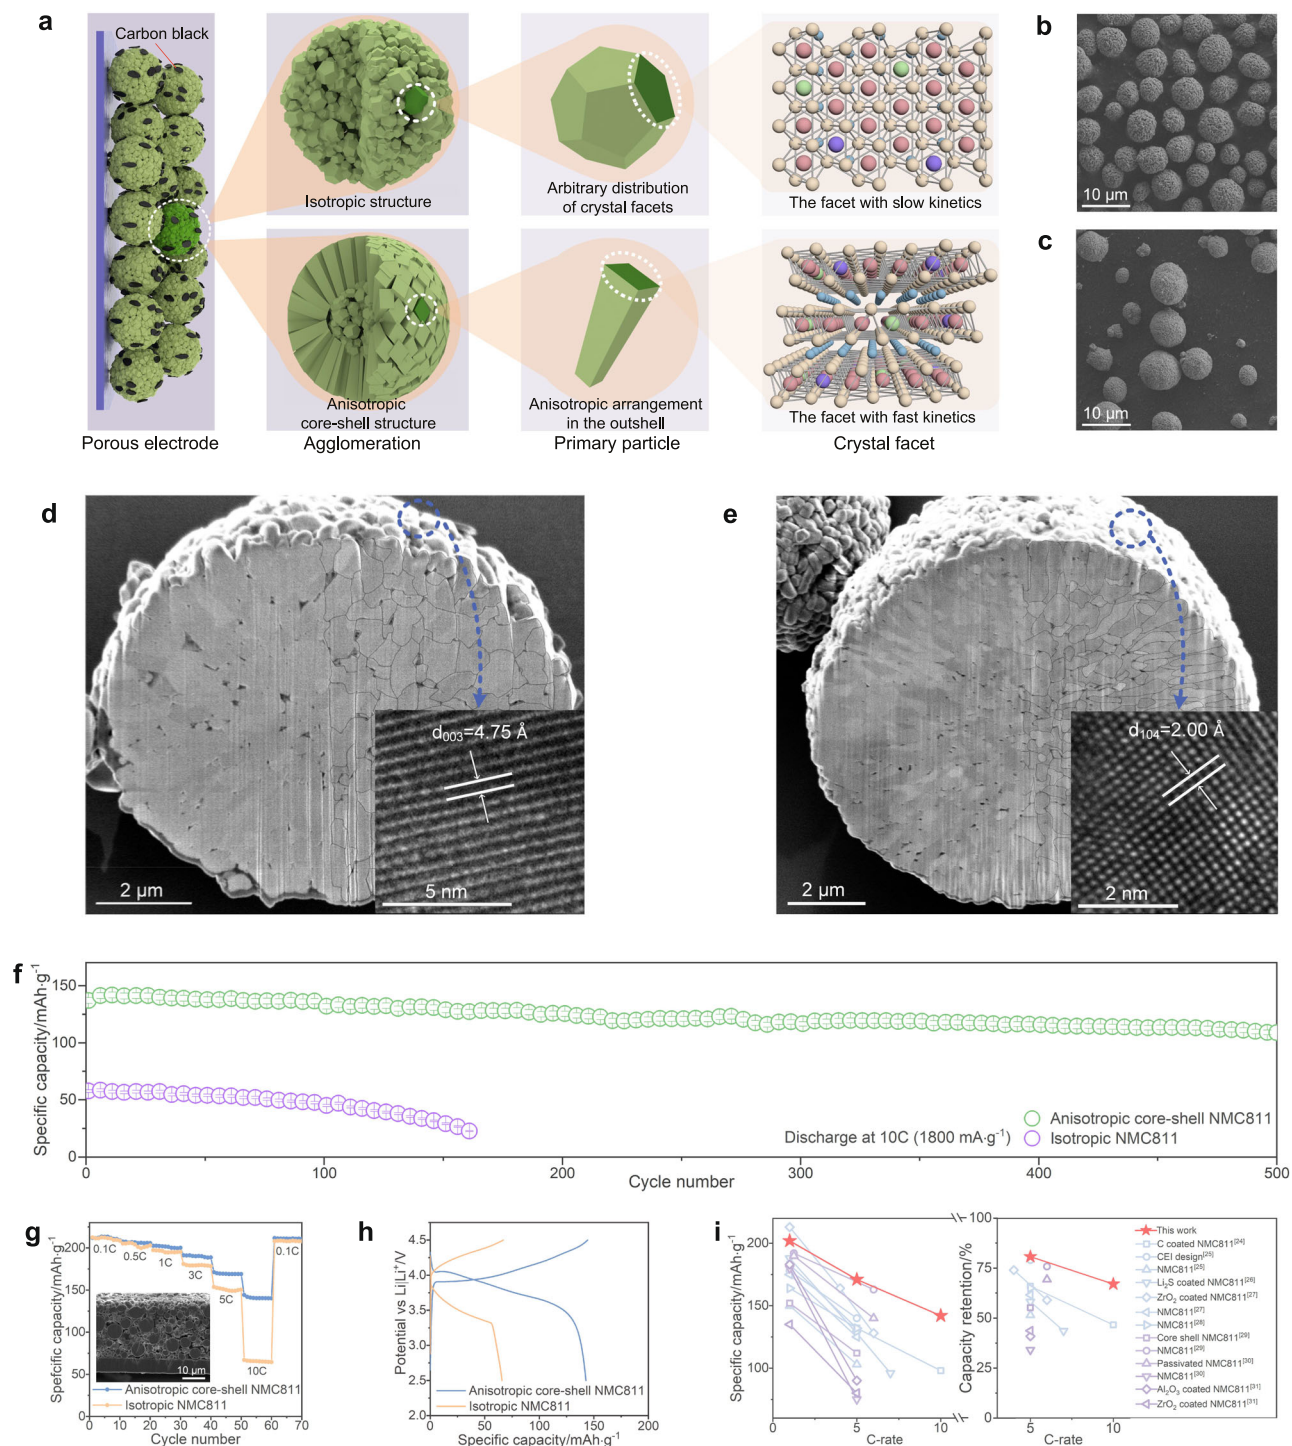 a
Carbon black
Isotropic structure
Arbitrary distribution
of crystal facets
The facet with slow kinetics
Anisotropic
core-shell structure
Anisotropic arrangement
in the outshell
The facet with fast kinetics
Porous electrode
Agglomeration
Primary particle
Crystal facet
b
10 μm
c
10 μm
d
d003=4.75 Å
2 μm
5 nm
e
d104=2.00 Å
2 μm
2 nm
f
Specific capacity/mAh·g-1
150
100
50
0
Discharge at 10C (1800 mA·g-1)
Anisotropic core-shell NMC811
Isotropic NMC811
0 100 200 300 400 500
Cycle number
g
Spefcific capacity/mAh·g-1
200
150
100
50
0
0.1C
0.5C
1C
3C
5C
10C
0.1C
10 μm
Anisotropic core-shell NMC811
Isotropic NMC811
0 10 20 30 40 50 60 70
Cycle number
h
Potential vs Li|Li+/V
4.5
4.0
3.5
3.0
2.5
2.0
Anisotropic core-shell NMC811
Isotropic NMC811
0 50 100 150 200
Specific capacity/mAh·g-1
i
Specific capacity/mAh·g-1
200
150
100
0 2 4 6 8 10
Capacity retention/%
100
75
50
25
0
5 10
C-rate
This work
C coated NMC811[24]
CEI design[25]
NMC811[25]
Li2S coated NMC811[26]
ZrO2 coated NMC811[27]
NMC811[27]
NMC811[28]
Core shell NMC811[29]
NMC811[29]
Passivated NMC811[30]
NMC811[30]
Al2O3 coated NMC811[31]
ZrO2 coated NMC811[31]